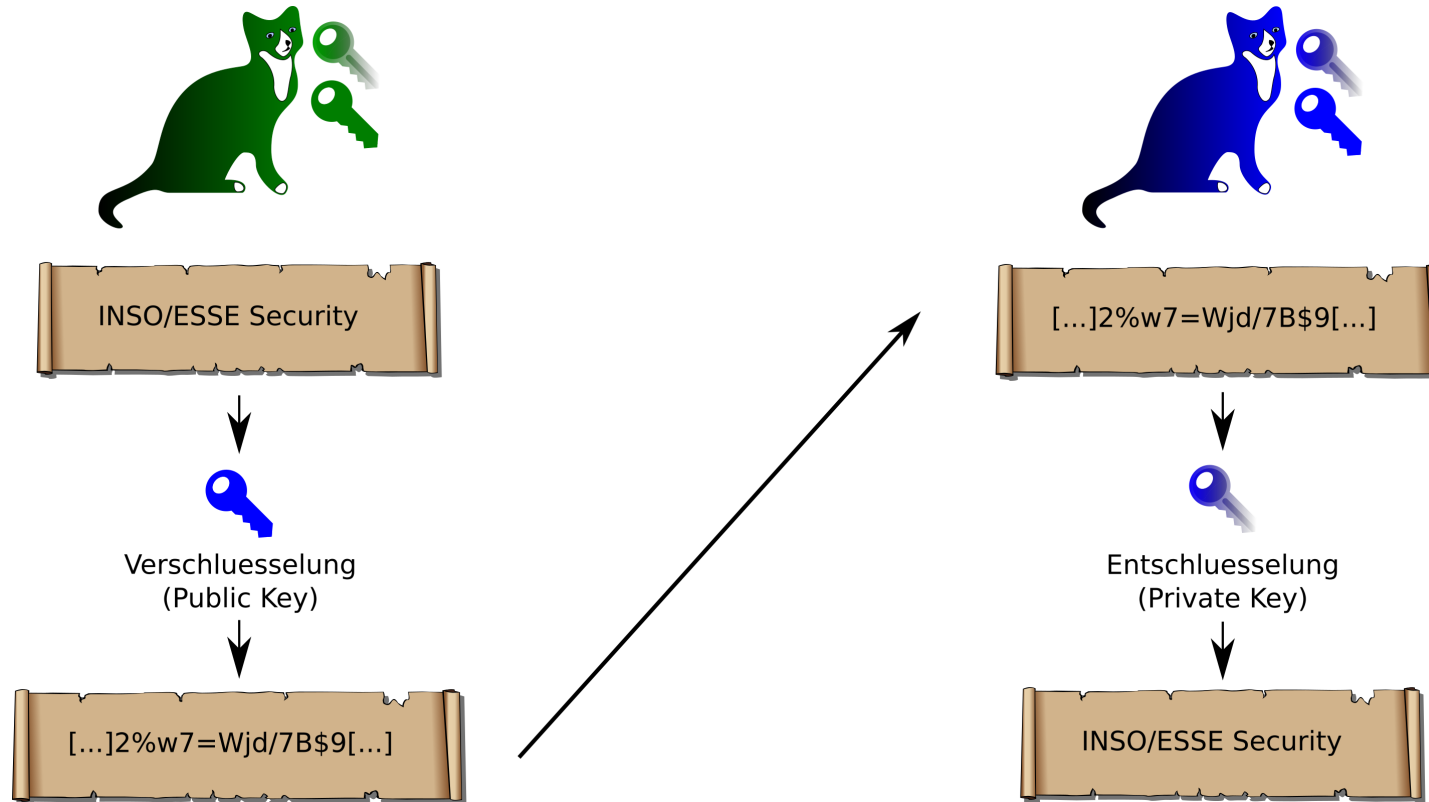 INSO/ESSE Security
Verschluesselung
(Public Key)
[...]2%w7=Wjd/7B$9[...]
[...]2%w7=Wjd/7B$9[...]
Entschluesselung
(Private Key)
INSO/ESSE Security